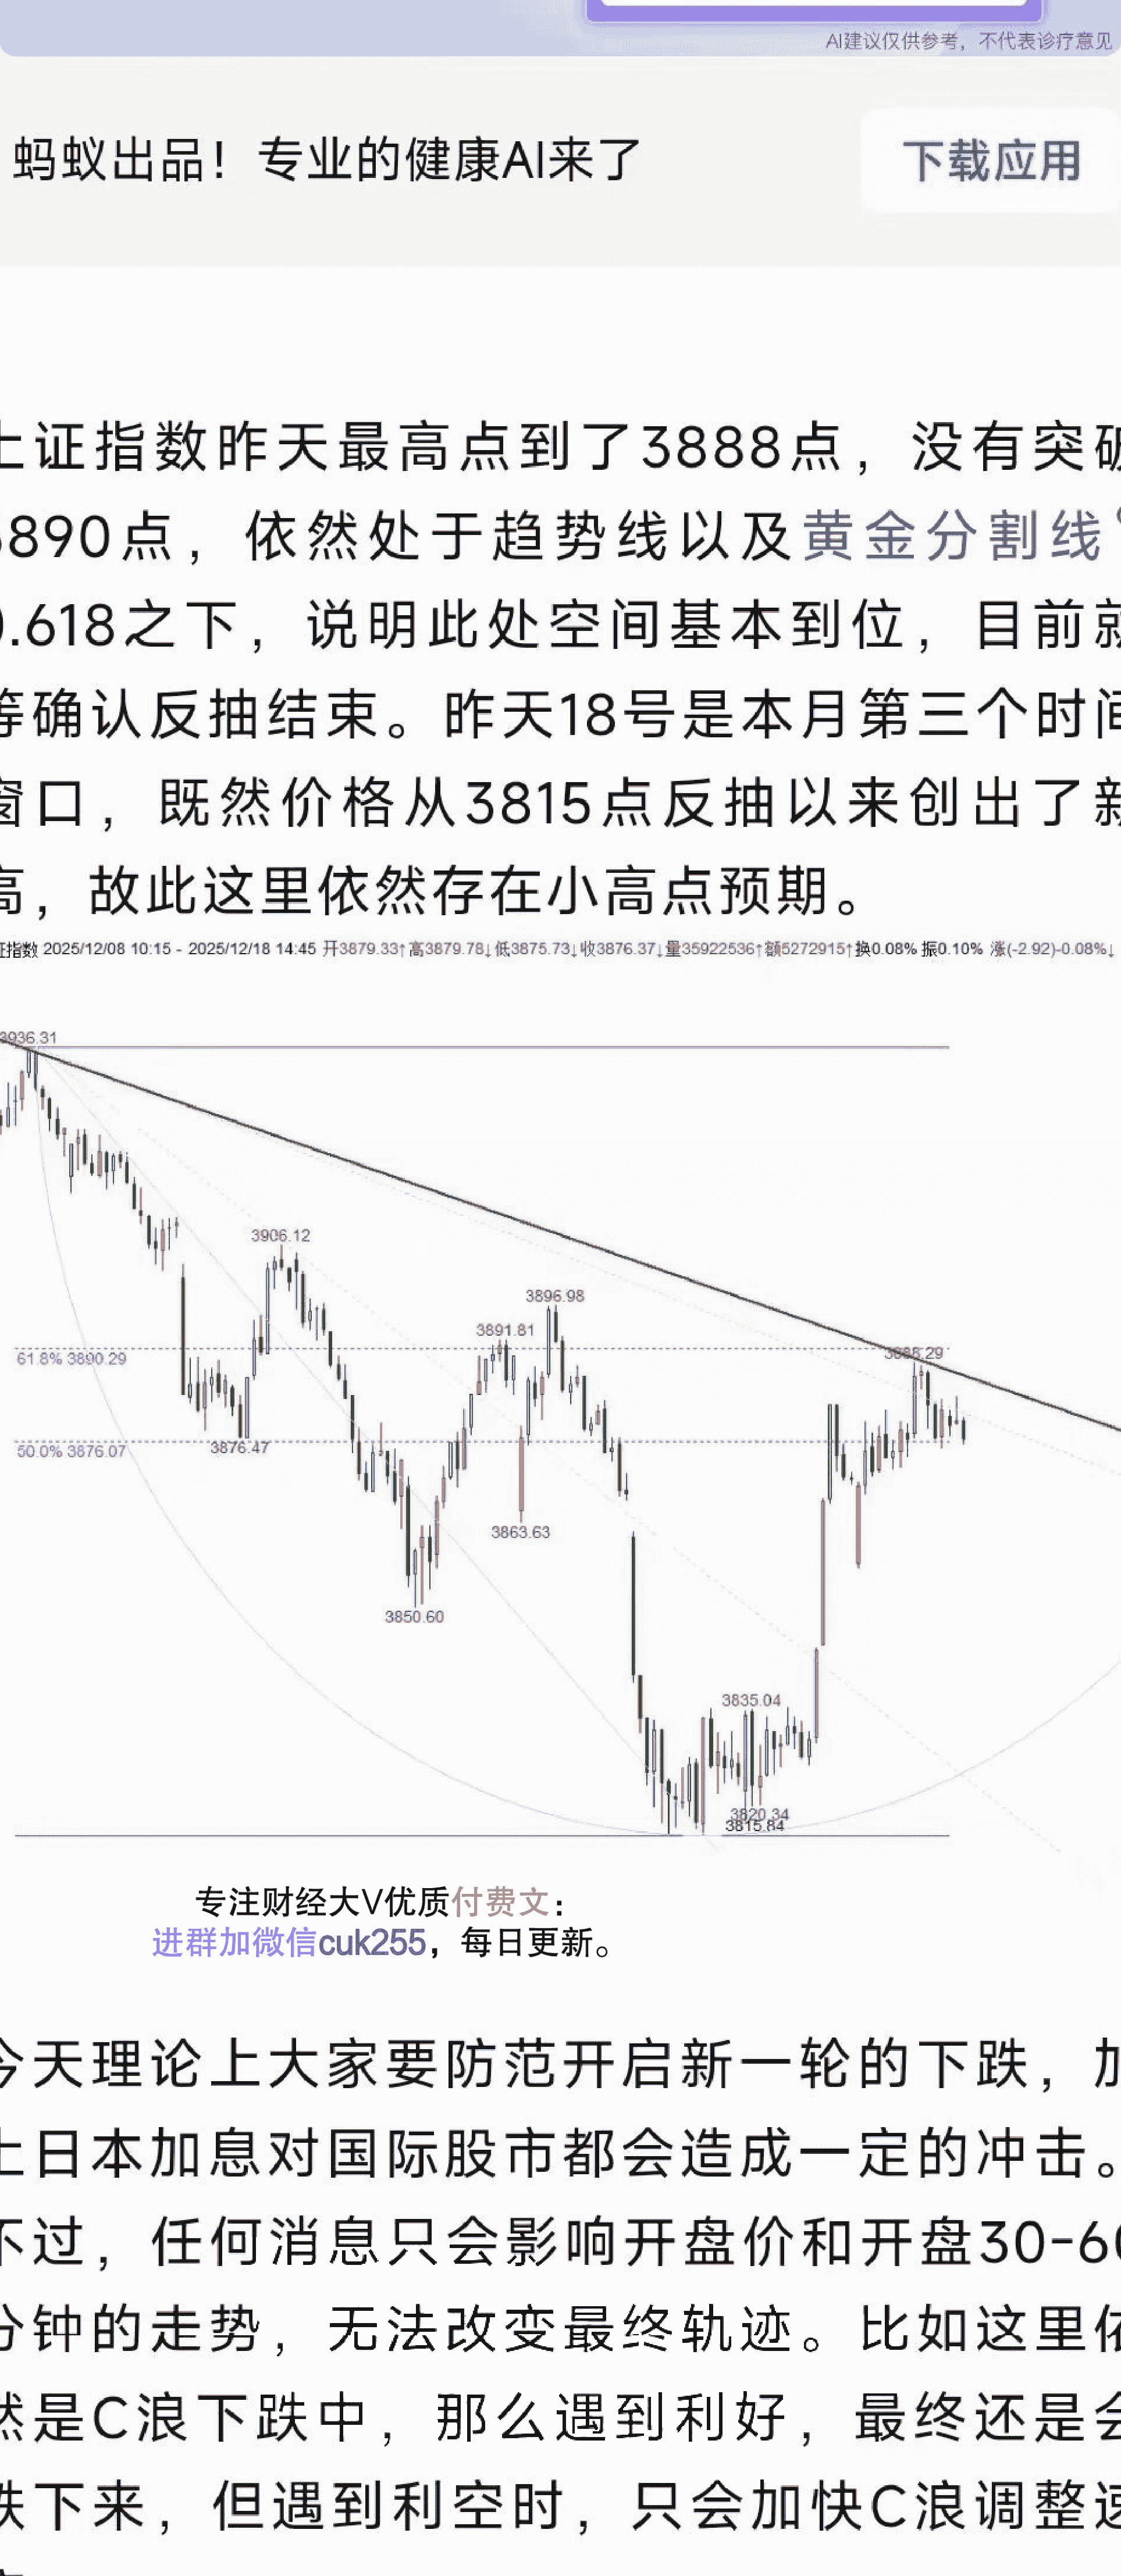 AI建议仅供参考，不代表诊疗意见
蚂蚁出品！专业的健康AI来了
下载应用
上证指数昨天最高点到了3888点，没有突破
3890点，依然处于趋势线以及黄金分割线
0.618之下，说明此处空间基本到位，目前就
等确认反抽结束。昨天18号是本月第三个时间
窗口，既然价格从3815点反抽以来创出了新
高，故此这里依然存在小高点预期。
证指数 2025/12/08 10:15 - 2025/12/18 14:45 开3879.33↑高3879.78↓低3875.73↓收3876.37↓量35922536↑额5272915↑换0.08% 振0.10% 涨(-2.92)-0.08%↓
3936.31
3906.12
3896.98
3891.81
3888.29
61.8% 3890.29
50.0% 3876.07
3876.47
3863.63
3850.60
3835.04
3820.34
3815.84
专注财经大V优质付费文：
进群加微信cuk255，每日更新。
今天理论上大家要防范开启新一轮的下跌，加
上日本加息对国际股市都会造成一定的冲击。
不过，任何消息只会影响开盘价和开盘30-60
分钟的走势，无法改变最终轨迹。比如这里依
然是C浪下跌中，那么遇到利好，最终还是会
跌下来，但遇到利空时，只会加快C浪调整速